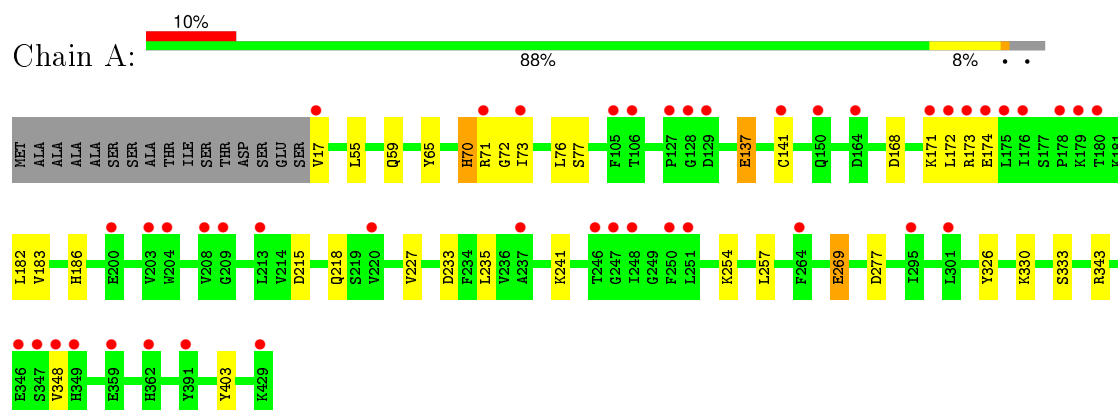 10%
Chain A:
88% 8% • •
MET ALA ALA ALA ALA SER SER ALA THR ILE SER THR ASP SER GLU SER V17 L55 Q59 Y65 H70 R71 G72 I73 L76 S77 F105 T106 P127 G128 D129 E137 G141 Q150 D164 D168 K171 L172 R173 E174 L175 I176 S177 P178 K179 T180 K181
L182 V183 H186 E200 V203 W204 V208 G209 L213 V214 D215 Q218 S219 V220 V227 D233 F234 L235 V236 A237 K241 T246 G247 I248 G249 F250 L251 K254 L257 F264 E269 D277 I295 L301 Y326 K330 S333 R343
E346 S347 V348 H349 E359 H362 Y391 Y403 K429